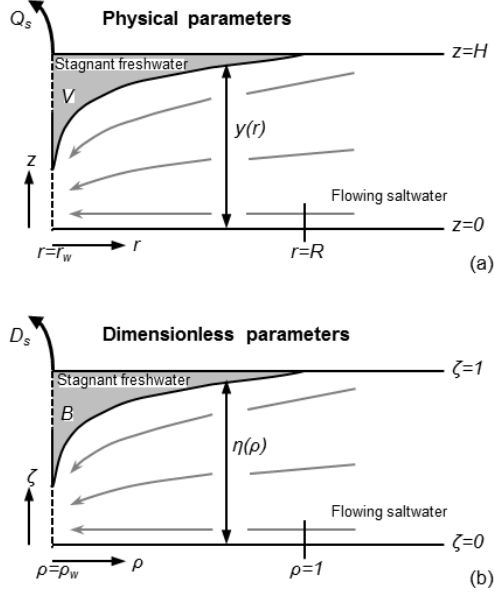 Qs Physical parameters
z=H
Stagnant freshwater
V
y(r)
z
Flowing saltwater
z=0
r=rw r r=R
(a)
Ds Dimensionless parameters
ζ=1
Stagnant freshwater
B
η(ρ)
ζ
Flowing saltwater
ζ=0
ρ=ρw ρ ρ=1
(b)